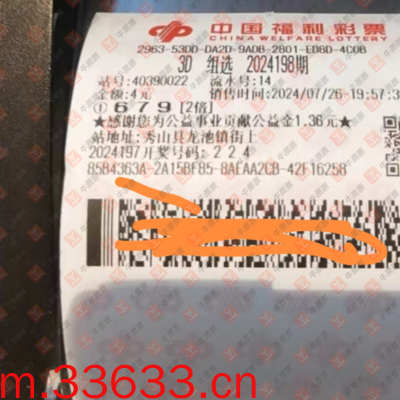 中国福利彩票
CHINA WELFARE LOTTERY
2963-53DD-DA2D-9ADB-2B01-EDBD-4C0B
3D 组选 2024198期
站号:40390022 流水号:14
金额:4元 销售时间:2024/07/26-19:57:3
① 6 7 9 [2倍]
★感谢您为公益事业贡献公益金1.36元★
站地址:秀山县龙池镇街上
2024197开奖号码:2 2 4
85B4363A-2A15BFB5-8AEAA2CB-42F16258
m.33633.cn